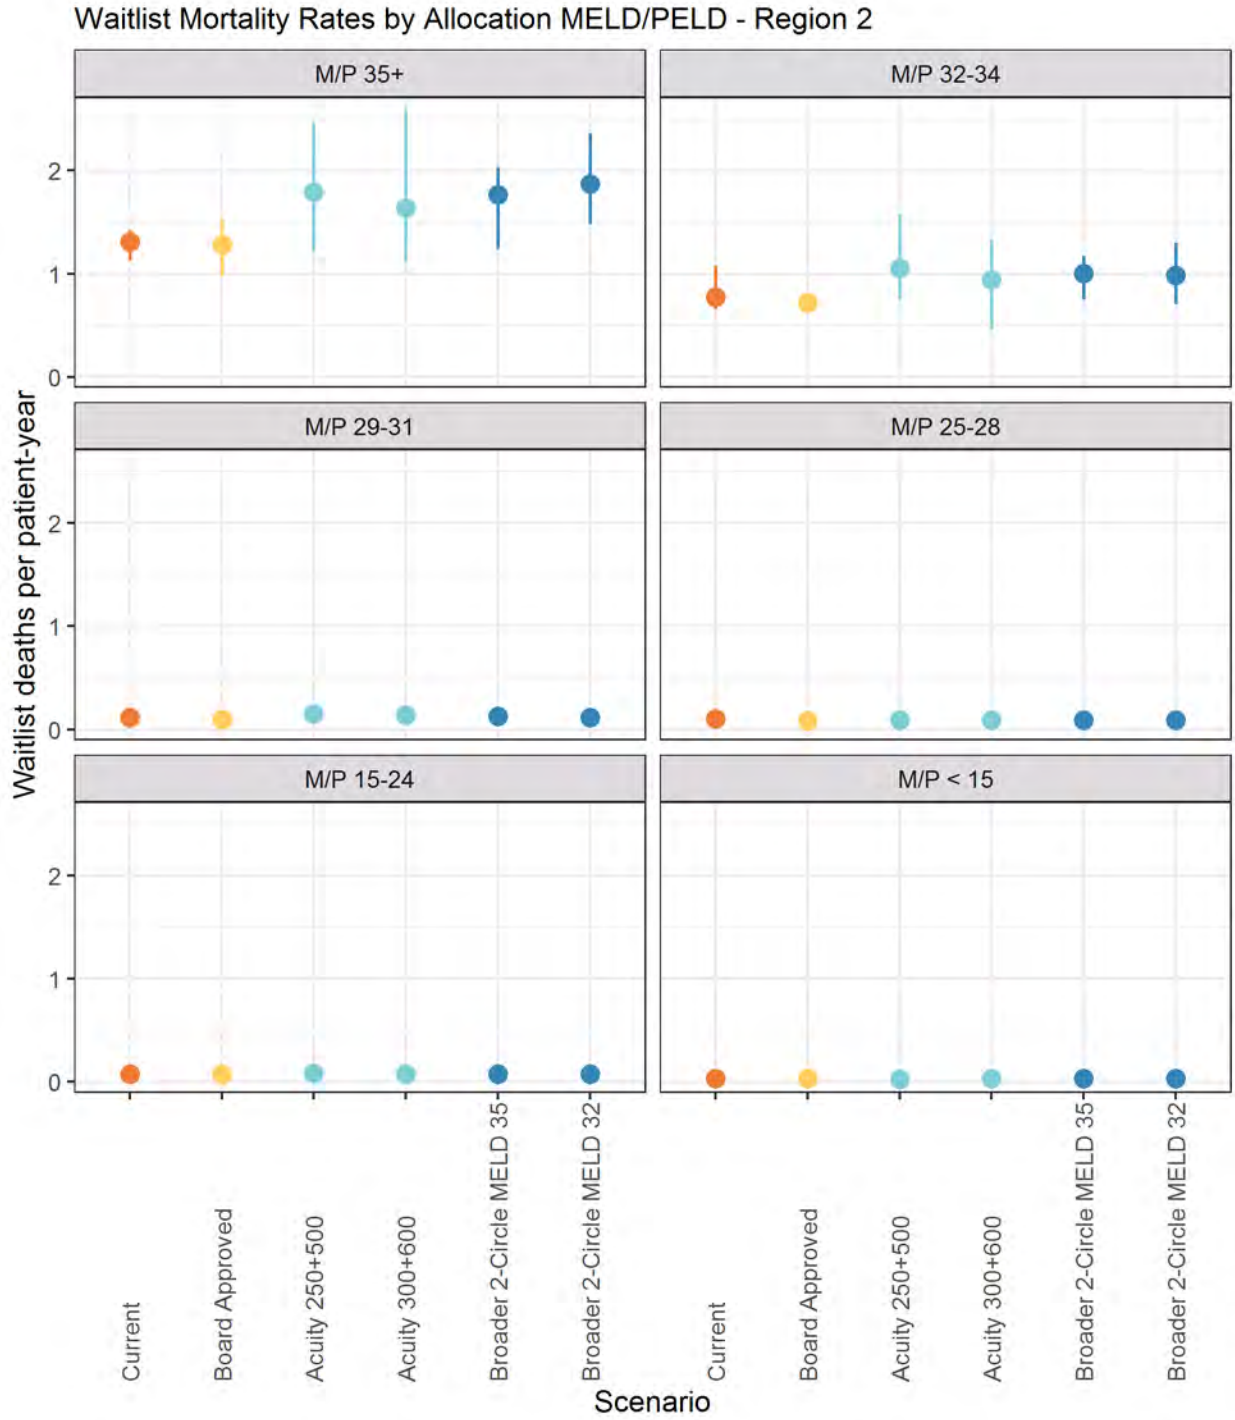 Waitlist Mortality Rates by Allocation MELD/PELD - Region 2
M/P 35+
M/P 32-34
2
1
0
M/P 29-31
M/P 25-28
2
1
0
M/P 15-24
M/P < 15
2
1
0
Waitlist deaths per patient-year
Current
Board Approved
Acuity 250+500
Acuity 300+600
Broader 2-Circle MELD 35
Broader 2-Circle MELD 32
Current
Board Approved
Acuity 250+500
Acuity 300+600
Broader 2-Circle MELD 35
Broader 2-Circle MELD 32
Scenario